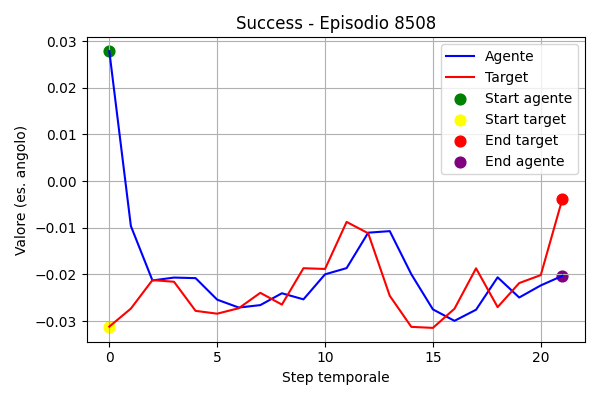 Success - Episodio 8508
Valore (es. angolo)
0.03
0.02
0.01
0.00
−0.01
−0.02
−0.03
Agente
Target
Start agente
Start target
End target
End agente
0
5
10
15
20
Step temporale